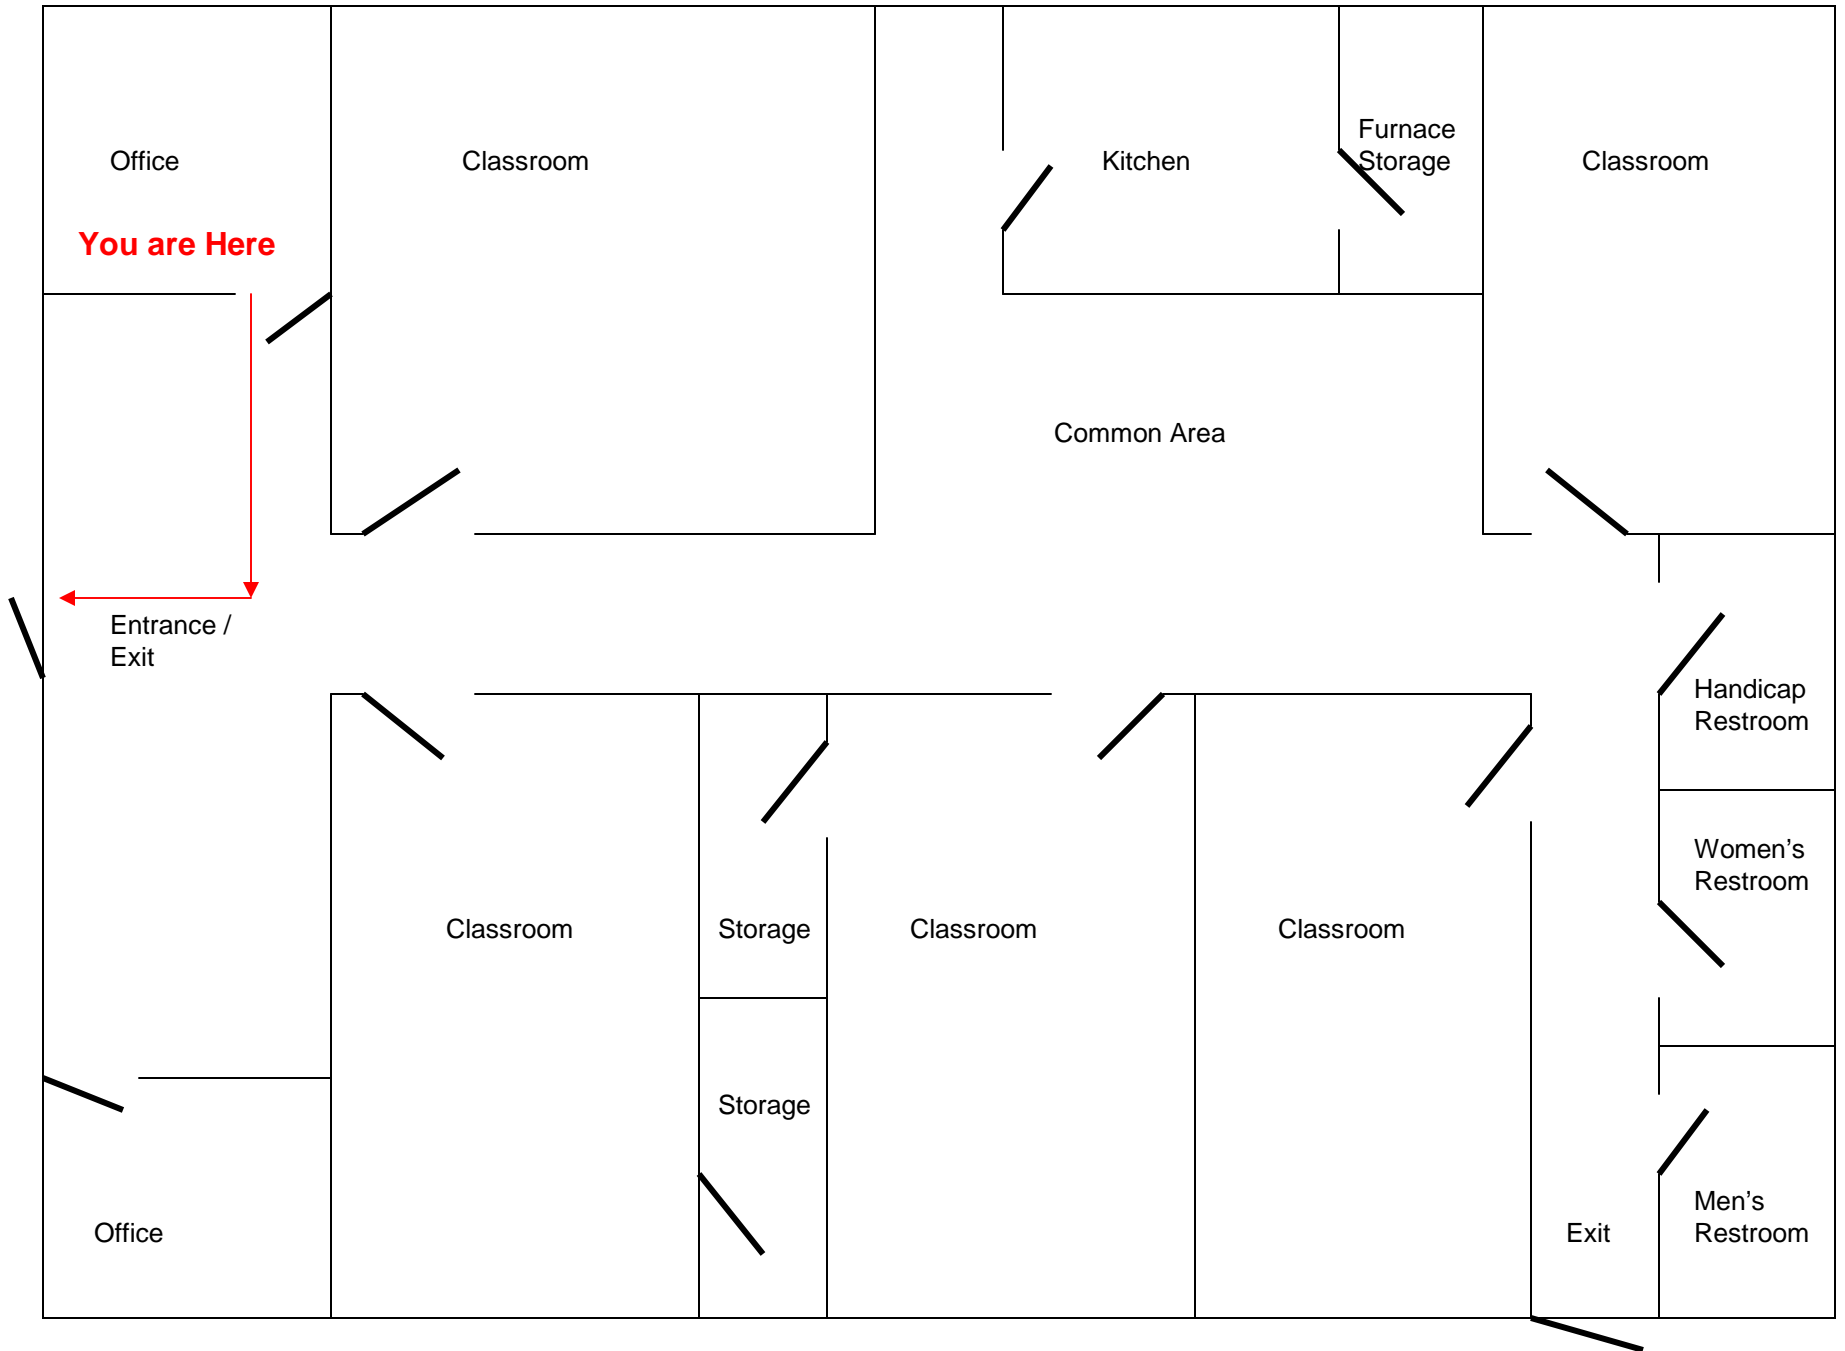 Office
Classroom
Kitchen
Furnace
Storage
Classroom
You are Here
Common Area
Entrance /
Exit
Handicap
Restroom
Women’s
Restroom
Classroom
Storage
Classroom
Classroom
Storage
Office
Exit
Men’s
Restroom